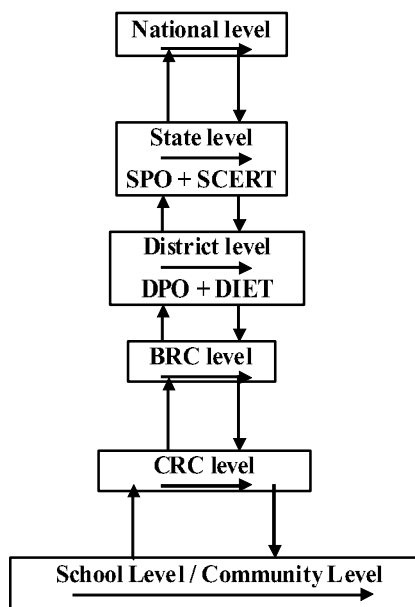 National level
State level
SPO + SCERT
District level
DPO + DIET
BRC level
CRC level
School Level / Community Level